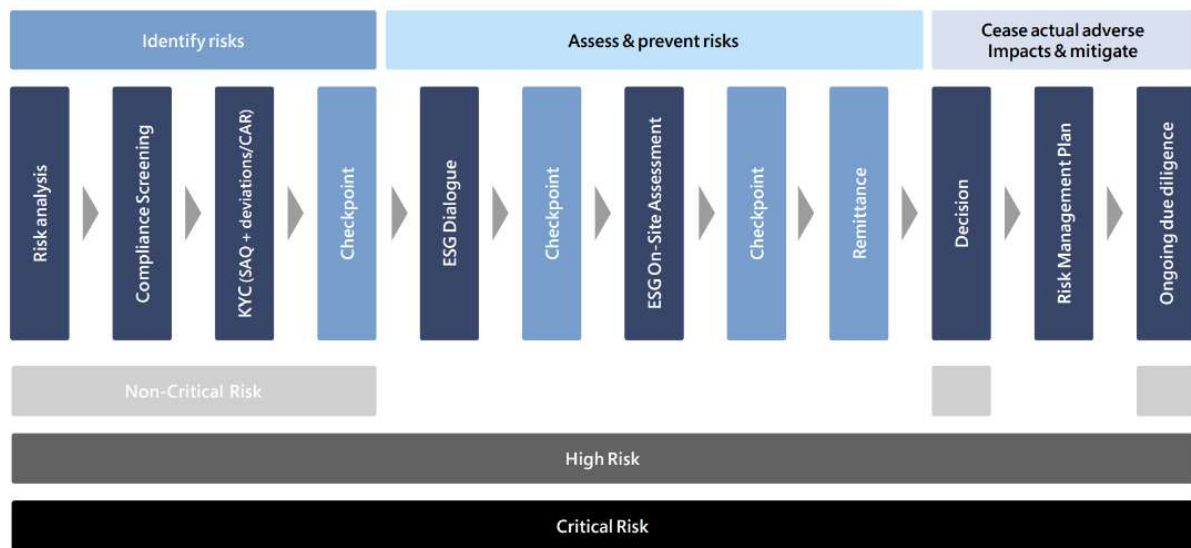 Identify risks
Assess & prevent risks
Cease actual adverse
Impacts & mitigate
Risk analysis
Compliance Screening
KYC (SAQ + deviations/CAR)
Checkpoint
ESG Dialogue
Checkpoint
ESG On-Site Assessment
Checkpoint
Remittance
Decision
Risk Management Plan
Ongoing due diligence
Non-Critical Risk
High Risk
Critical Risk